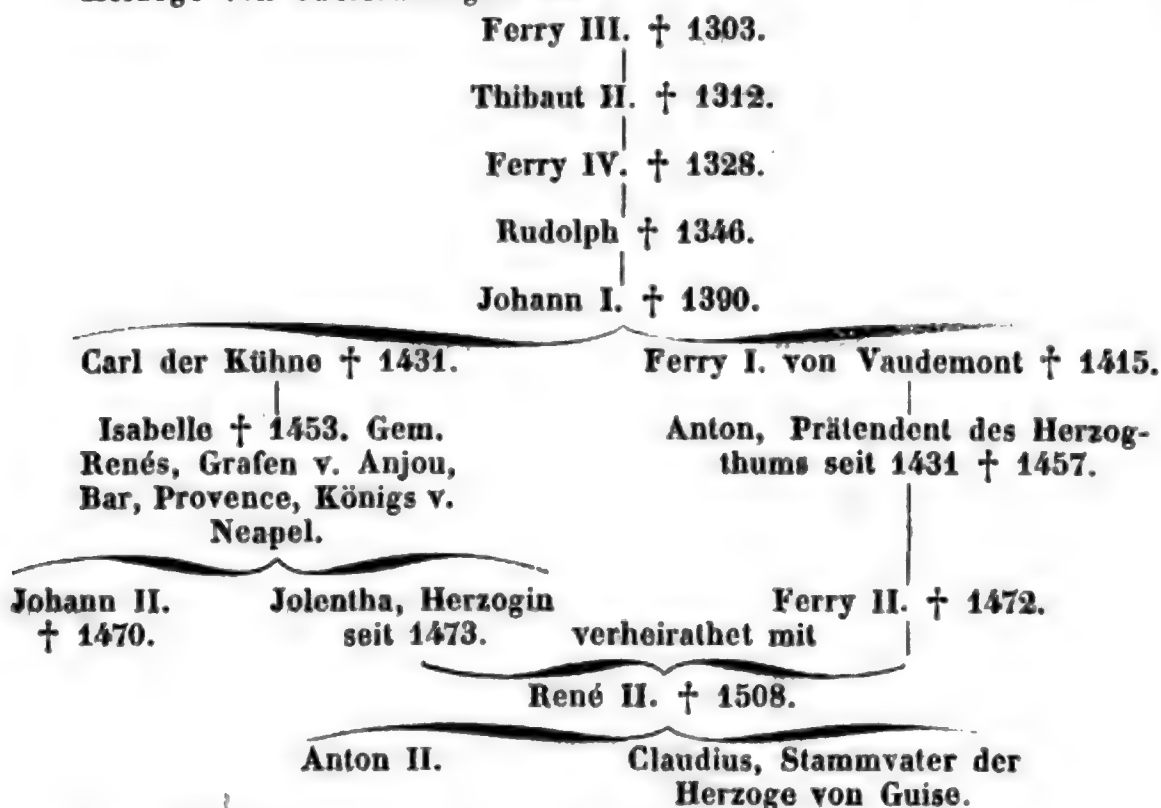 Ferry III. † 1303.
Thibaut II. † 1312.
Ferry IV. † 1328.
Rudolph † 1346.
Johann I. † 1390.
Carl der Kühne † 1431.
Ferry I. von Vaudemont † 1415.
Isabelle † 1453. Gem.
Renés, Grafen v. Anjou,
Bar, Provence, Königs v.
Neapel.
Anton, Prätendent des Herzog-
thums seit 1431 † 1457.
Johann II.
† 1470.
Jolentha, Herzogin
seit 1473.
verheirathet mit
Ferry II. † 1472.
René II. † 1508.
Anton II.
Claudius, Stammvater der
Herzoge von Guise.